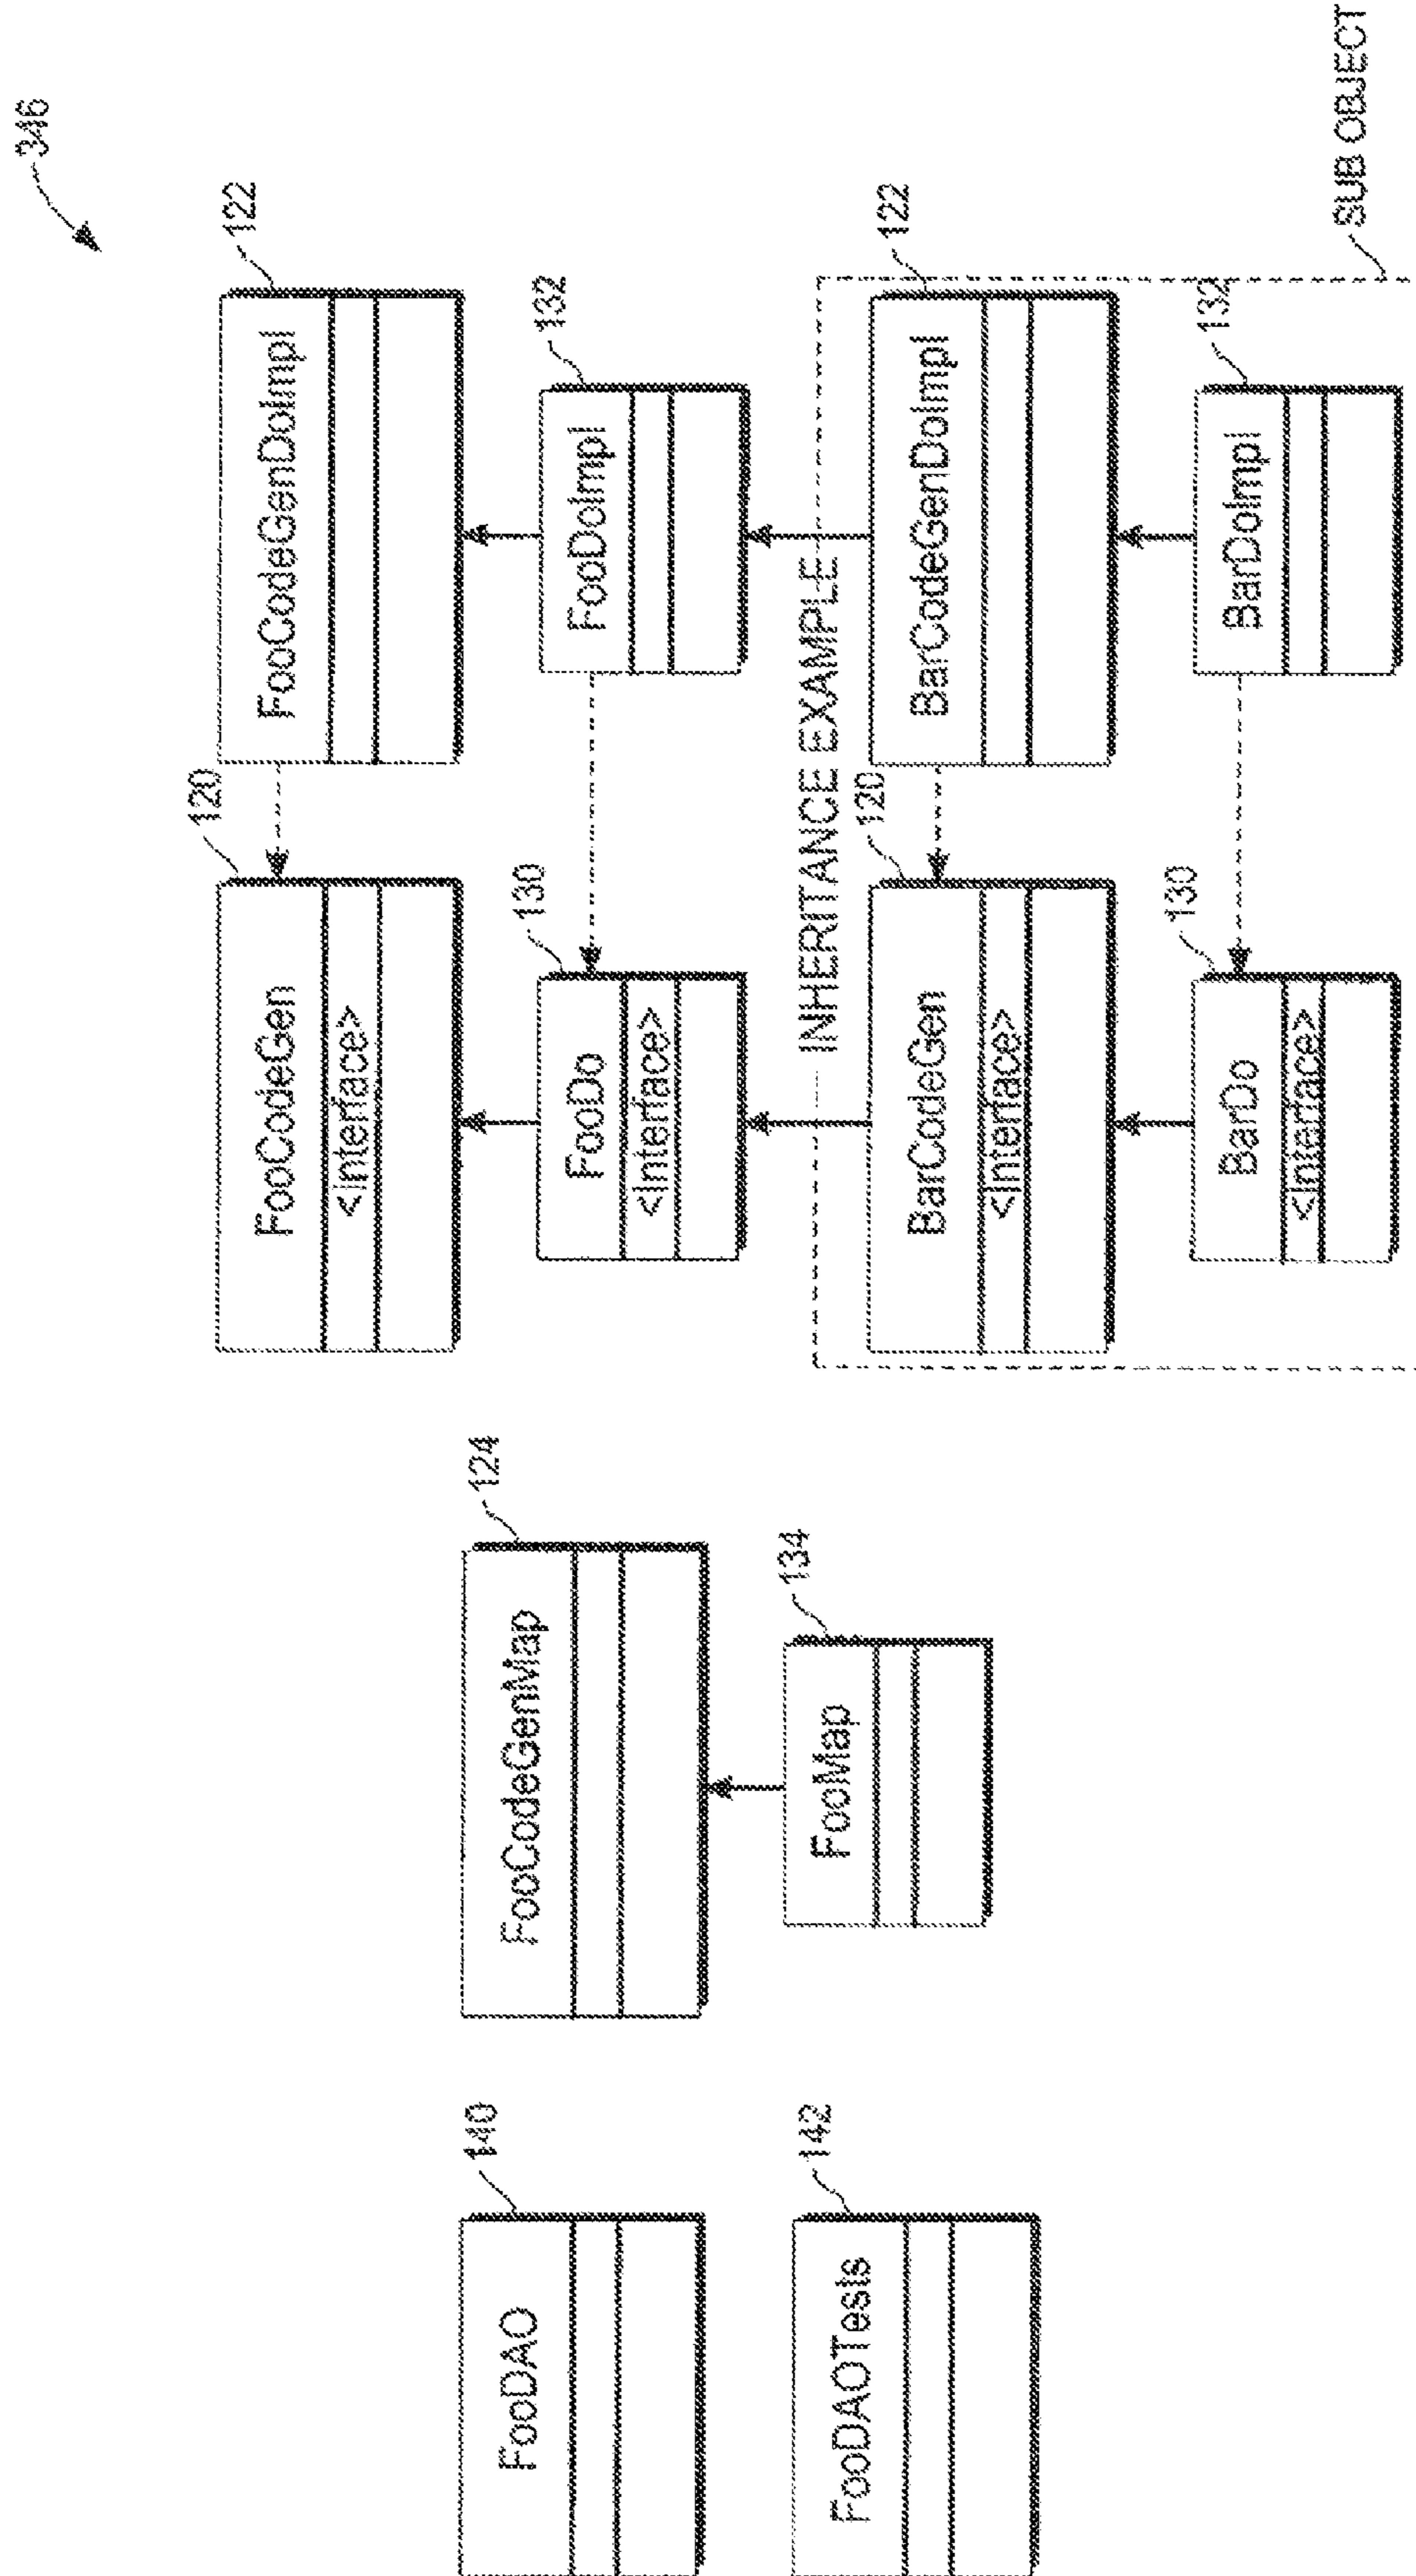 346
122
FooCodeGenDoImpl
120
FooCodeGen
<Interface>
132
FooDoImpl
130
FooDo
<Interface>
INHERITANCE EXAMPLE
122
BarCodeGenDoImpl
120
BarCodeGen
<Interface>
132
BarDoImpl
130
BarDo
<Interface>
SUB OBJECT
124
FooCodeGenMap
134
FooMap
140
FooDAO
142
FooDAOTests